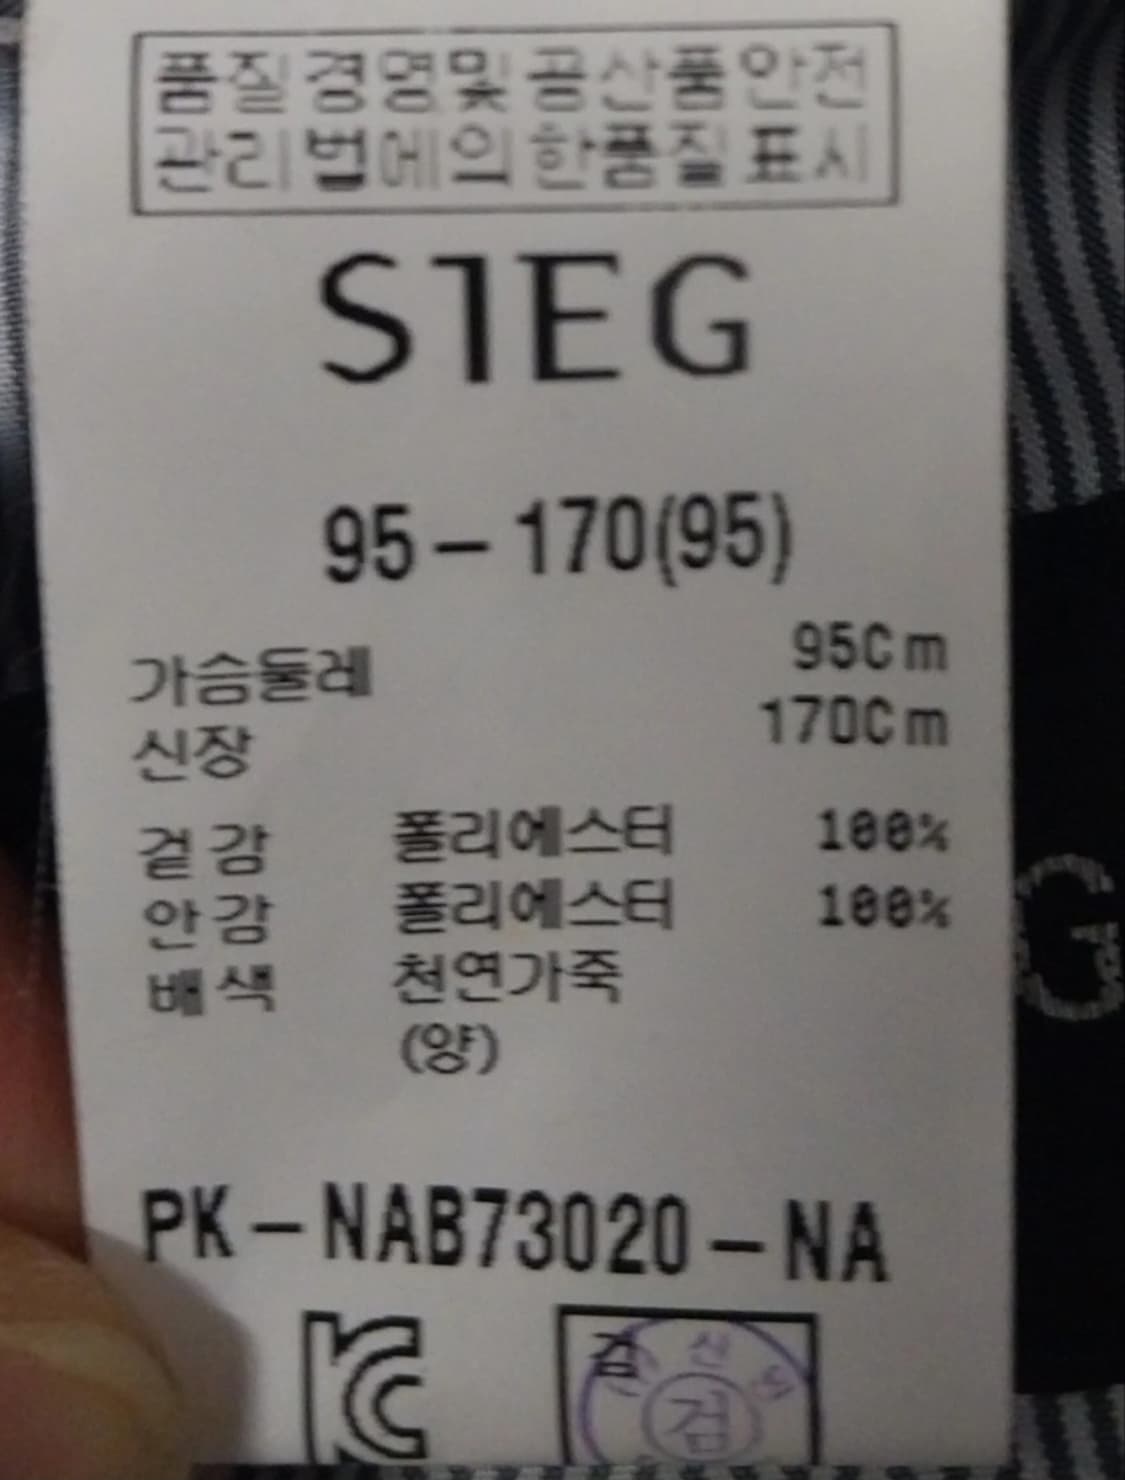 품질경영및공산품안전
관리법에의한품질표시
SIEG
95-170(95)
가슴둘레 95Cm
신장 170Cm
겉감 폴리에스터 100%
안감 폴리에스터 100%
배색 천연가죽
(양)
PK-NAB73020-NA
KC
검
검
G